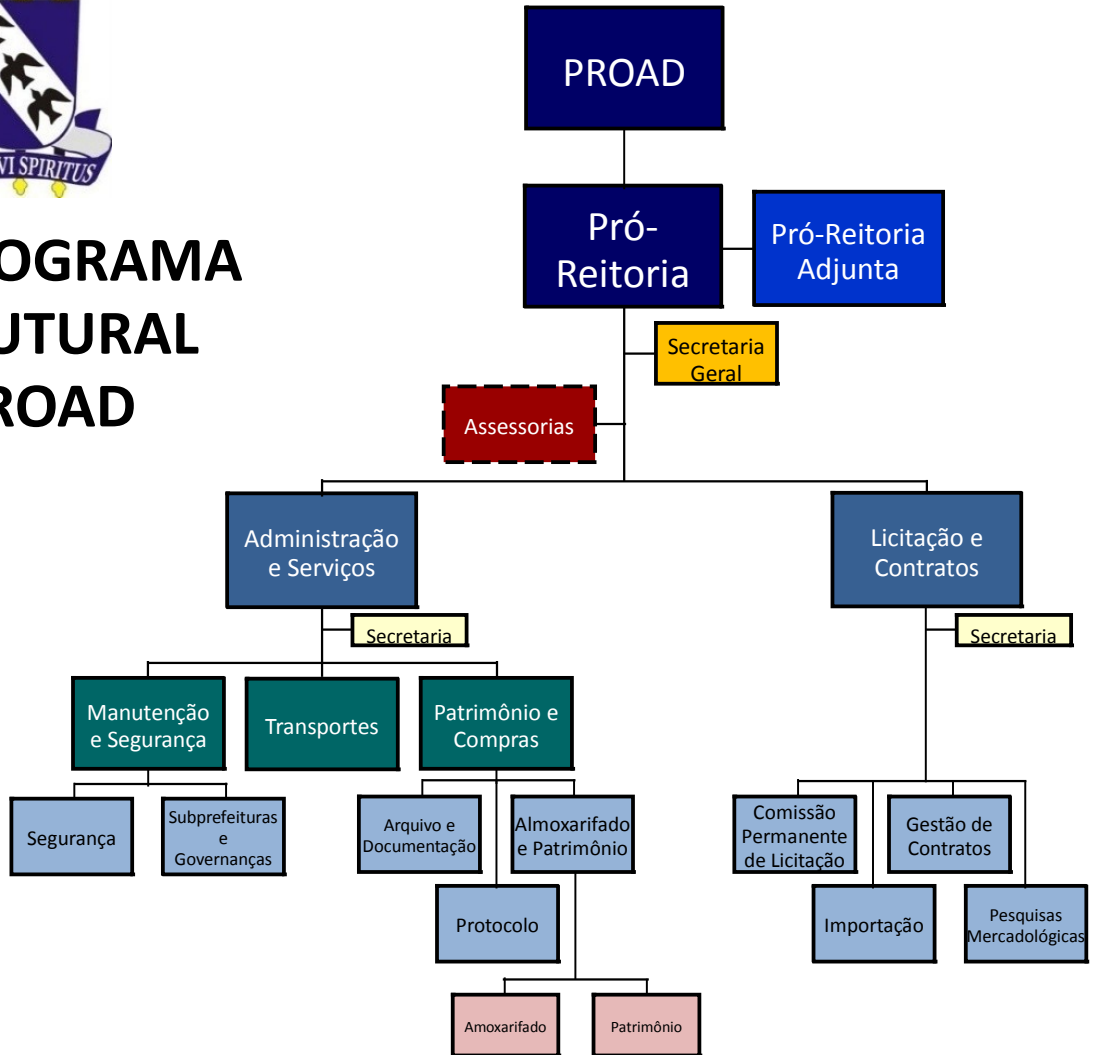 VI SPIRITUS
OGRAMA
UTURAL
ROAD
PROAD
Pró-
Reitoria
Pró-Reitoria
Adjunta
Secretaria
Geral
Assessorias
Administração
e Serviços
Licitação e
Contratos
Secretaria
Secretaria
Manutenção
e Segurança
Transportes
Patrimônio e
Compras
Segurança
Subprefeituras
e
Governanças
Arquivo e
Documentação
Almoxarifado
e Patrimônio
Comissão
Permanente
de Licitação
Gestão de
Contratos
Protocolo
Importação
Pesquisas
Mercadológicas
Amoxarifado
Patrimônio